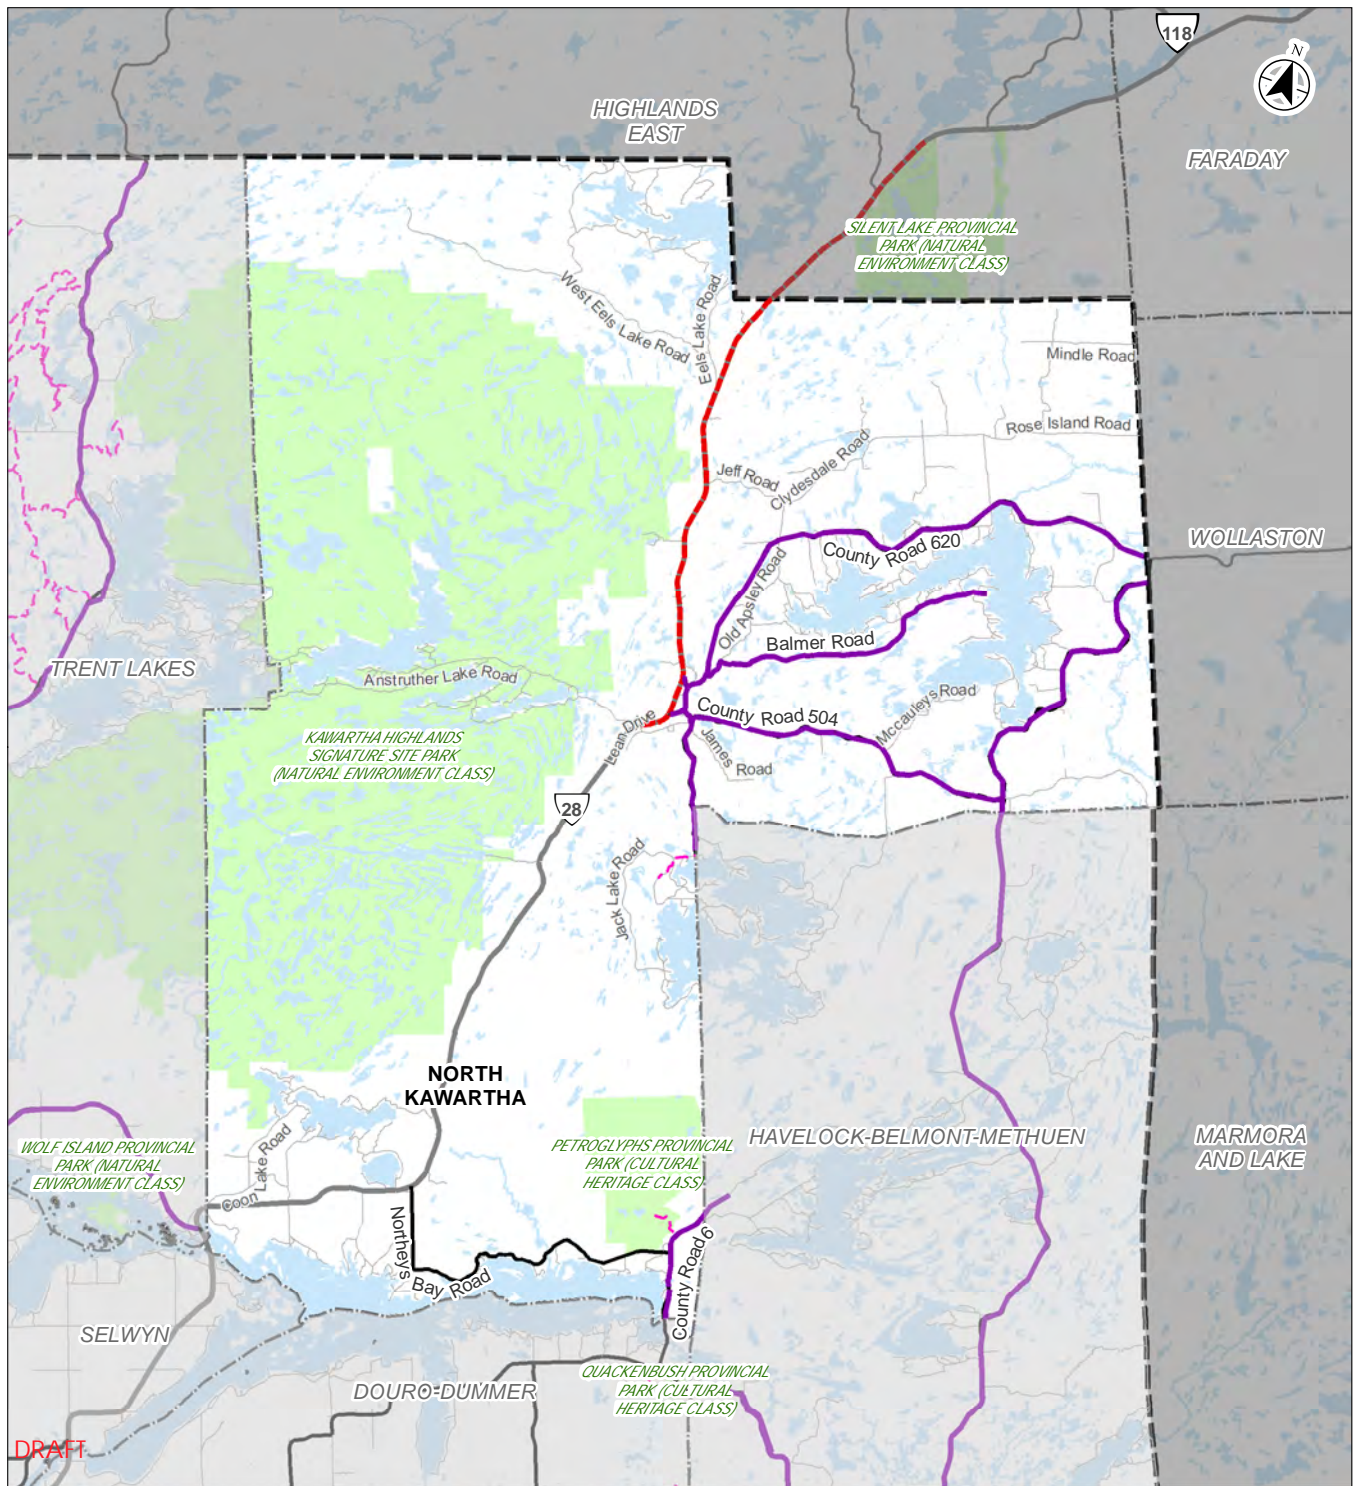 118
N
HIGHLANDS
EAST
FARADAY
SILENT LAKE PROVINCIAL
PARK (NATURAL
ENVIRONMENT CLASS)
West Eels Lake Road
Eels Lake Road
Mindle Road
Rose Island Road
Jeff Road
Clydesdale Road
WOLLASTON
County Road 620
Old Apsley Road
Balmer Road
TRENT LAKES
Anstruther Lake Road
Mccauleys Road
County Road 504
Lean Drive
James
Road
KAWARTHA HIGHLANDS
SIGNATURE SITE PARK
(NATURAL ENVIRONMENT CLASS)
28
Jack Lake Road
NORTH
KAWARTHA
WOLF ISLAND PROVINCIAL
PARK (NATURAL
ENVIRONMENT CLASS)
Coon Lake Road
PETROGLYPHS PROVINCIAL
PARK (CULTURAL
HERITAGE CLASS)
HAVELOCK-BELMONT-METHUEN
MARMORA
AND LAKE
Northeys
Bay Road
County Road 6
SELWYN
DOURO-DUMMER
QUACKENBUSH PROVINCIAL
PARK (CULTURAL
HERITAGE CLASS)
DRAFT